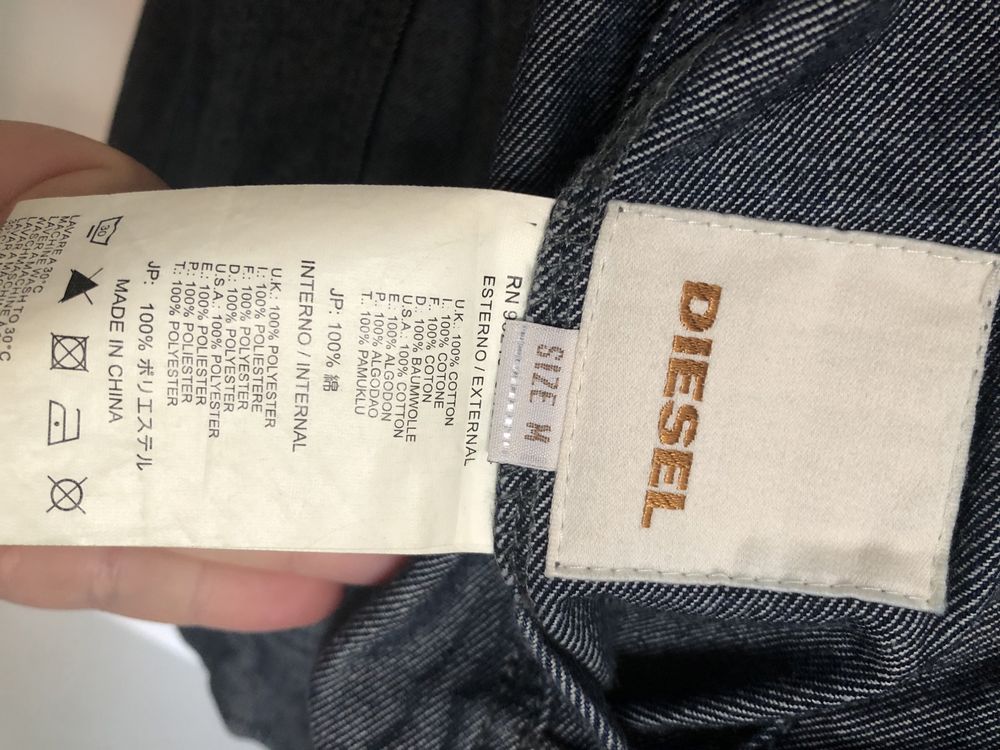 DIESEL
SIZE M
RN
ESTERNO / EXTERNAL
U.K.: 100% COTTON
I.: 100% COTONE
F.: 100% COTON
D.: 100% BAUMWOLLE
U.S.A.: 100% COTTON
E.: 100% ALGODON
P.: 100% ALGODAO
T.: 100% PAMUKLU
JP: 100% 綿
INTERNO / INTERNAL
U.K.: 100% POLYESTER
I.: 100% POLIESTERE
F.: 100% POLYESTER
D.: 100% POLYESTER
U.S.A.: 100% POLYESTER
E.: 100% POLIESTER
P.: 100% POLIESTER
T.: 100% POLYESTER
JP: 100% ポリエステル
MADE IN CHINA
30